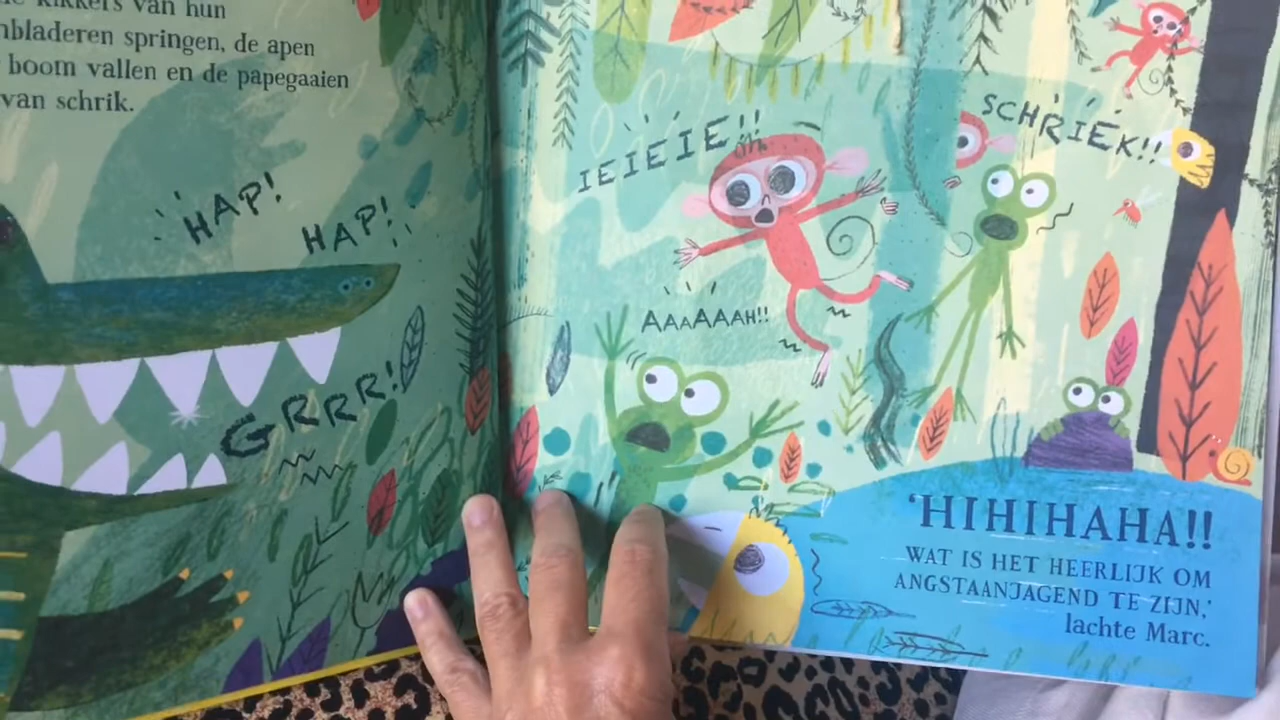 kikkers van hun
springen, de apen
boom vallen en de papegaaien
van schrik.
HAP!
HAP!
GRRR!
IEIEIE!!
SCHRIEK!!
AAAAAAH!!
'HIHIHAHA!!
WAT IS HET HEERLIJK OM
ANGSTAANJAGEND TE ZIJN,'
lachte Marc.